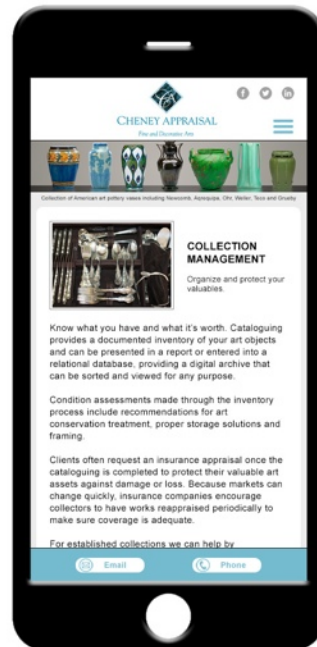 CHENEY APPRAISAL
Fine and Decorative Arts
Collection of American art pottery vases including Newcomb, Arequipa, Ohr, Weller, Teco and Grueby
COLLECTION
MANAGEMENT
Organize and protect your
valuables.
Know what you have and what it's worth. Cataloguing
provides a documented inventory of your art objects
and can be presented in a report or entered into a
relational database, providing a digital archive that
can be sorted and viewed for any purpose.
Condition assessments made through the inventory
process include recommendations for art
conservation treatment, proper storage solutions and
framing.
Clients often request an insurance appraisal once the
cataloguing is completed to protect their valuable art
assets against damage or loss. Because markets can
change quickly, insurance companies encourage
collectors to have works reappraised periodically to
make sure coverage is adequate.
For established collections we can help by
Email
Phone